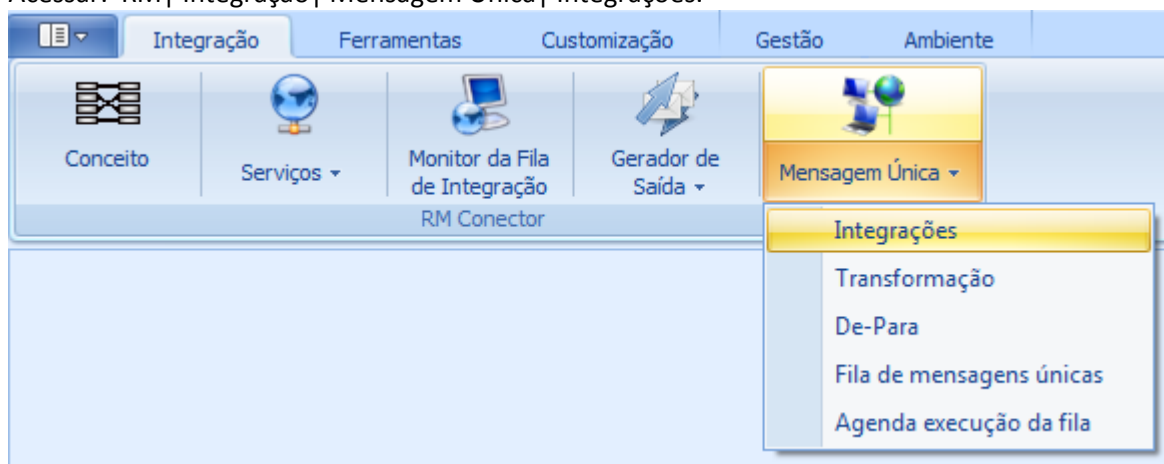 Acessar: RM| Integração| Mensagem Única| Integrações.
Integração Ferramentas Customização Gestão Ambiente
Conceito
Serviços
Monitor da Fila
de Integração
Gerador de
Saída
Mensagem Única
RM Conector
Integrações
Transformação
De-Para
Fila de mensagens únicas
Agenda execução da fila